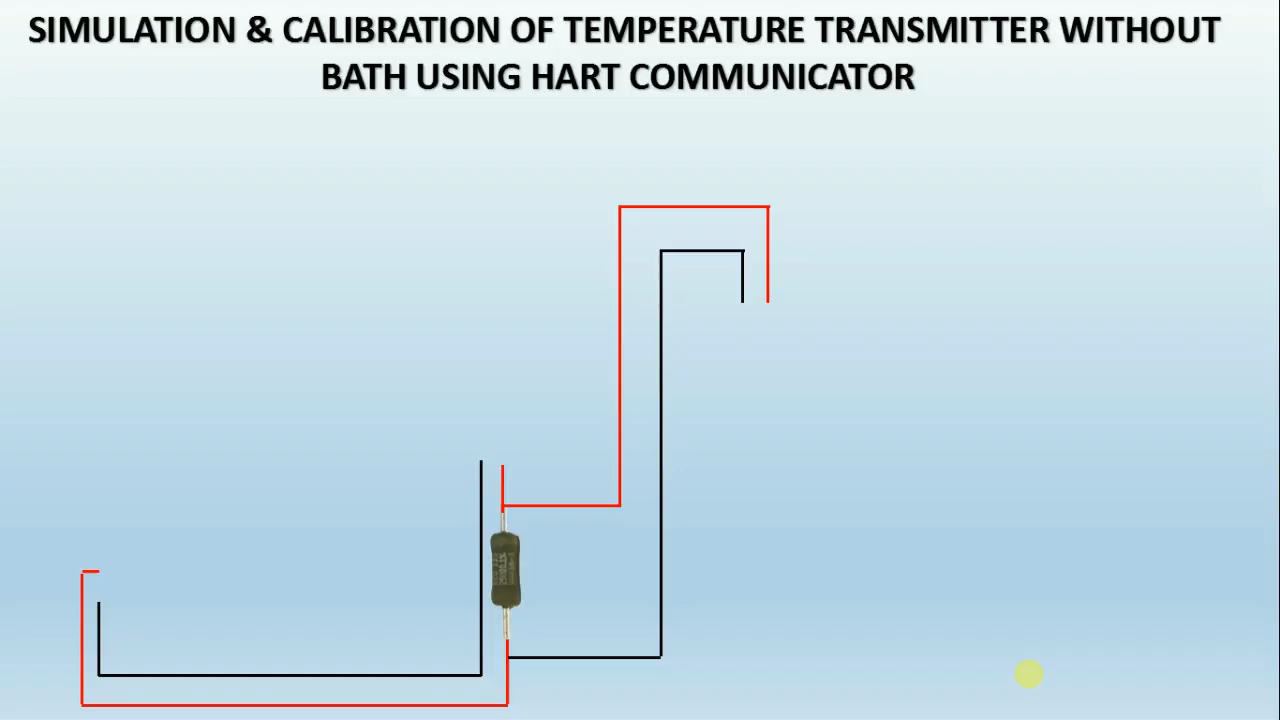 SIMULATION & CALIBRATION OF TEMPERATURE TRANSMITTER WITHOUT
BATH USING HART COMMUNICATOR